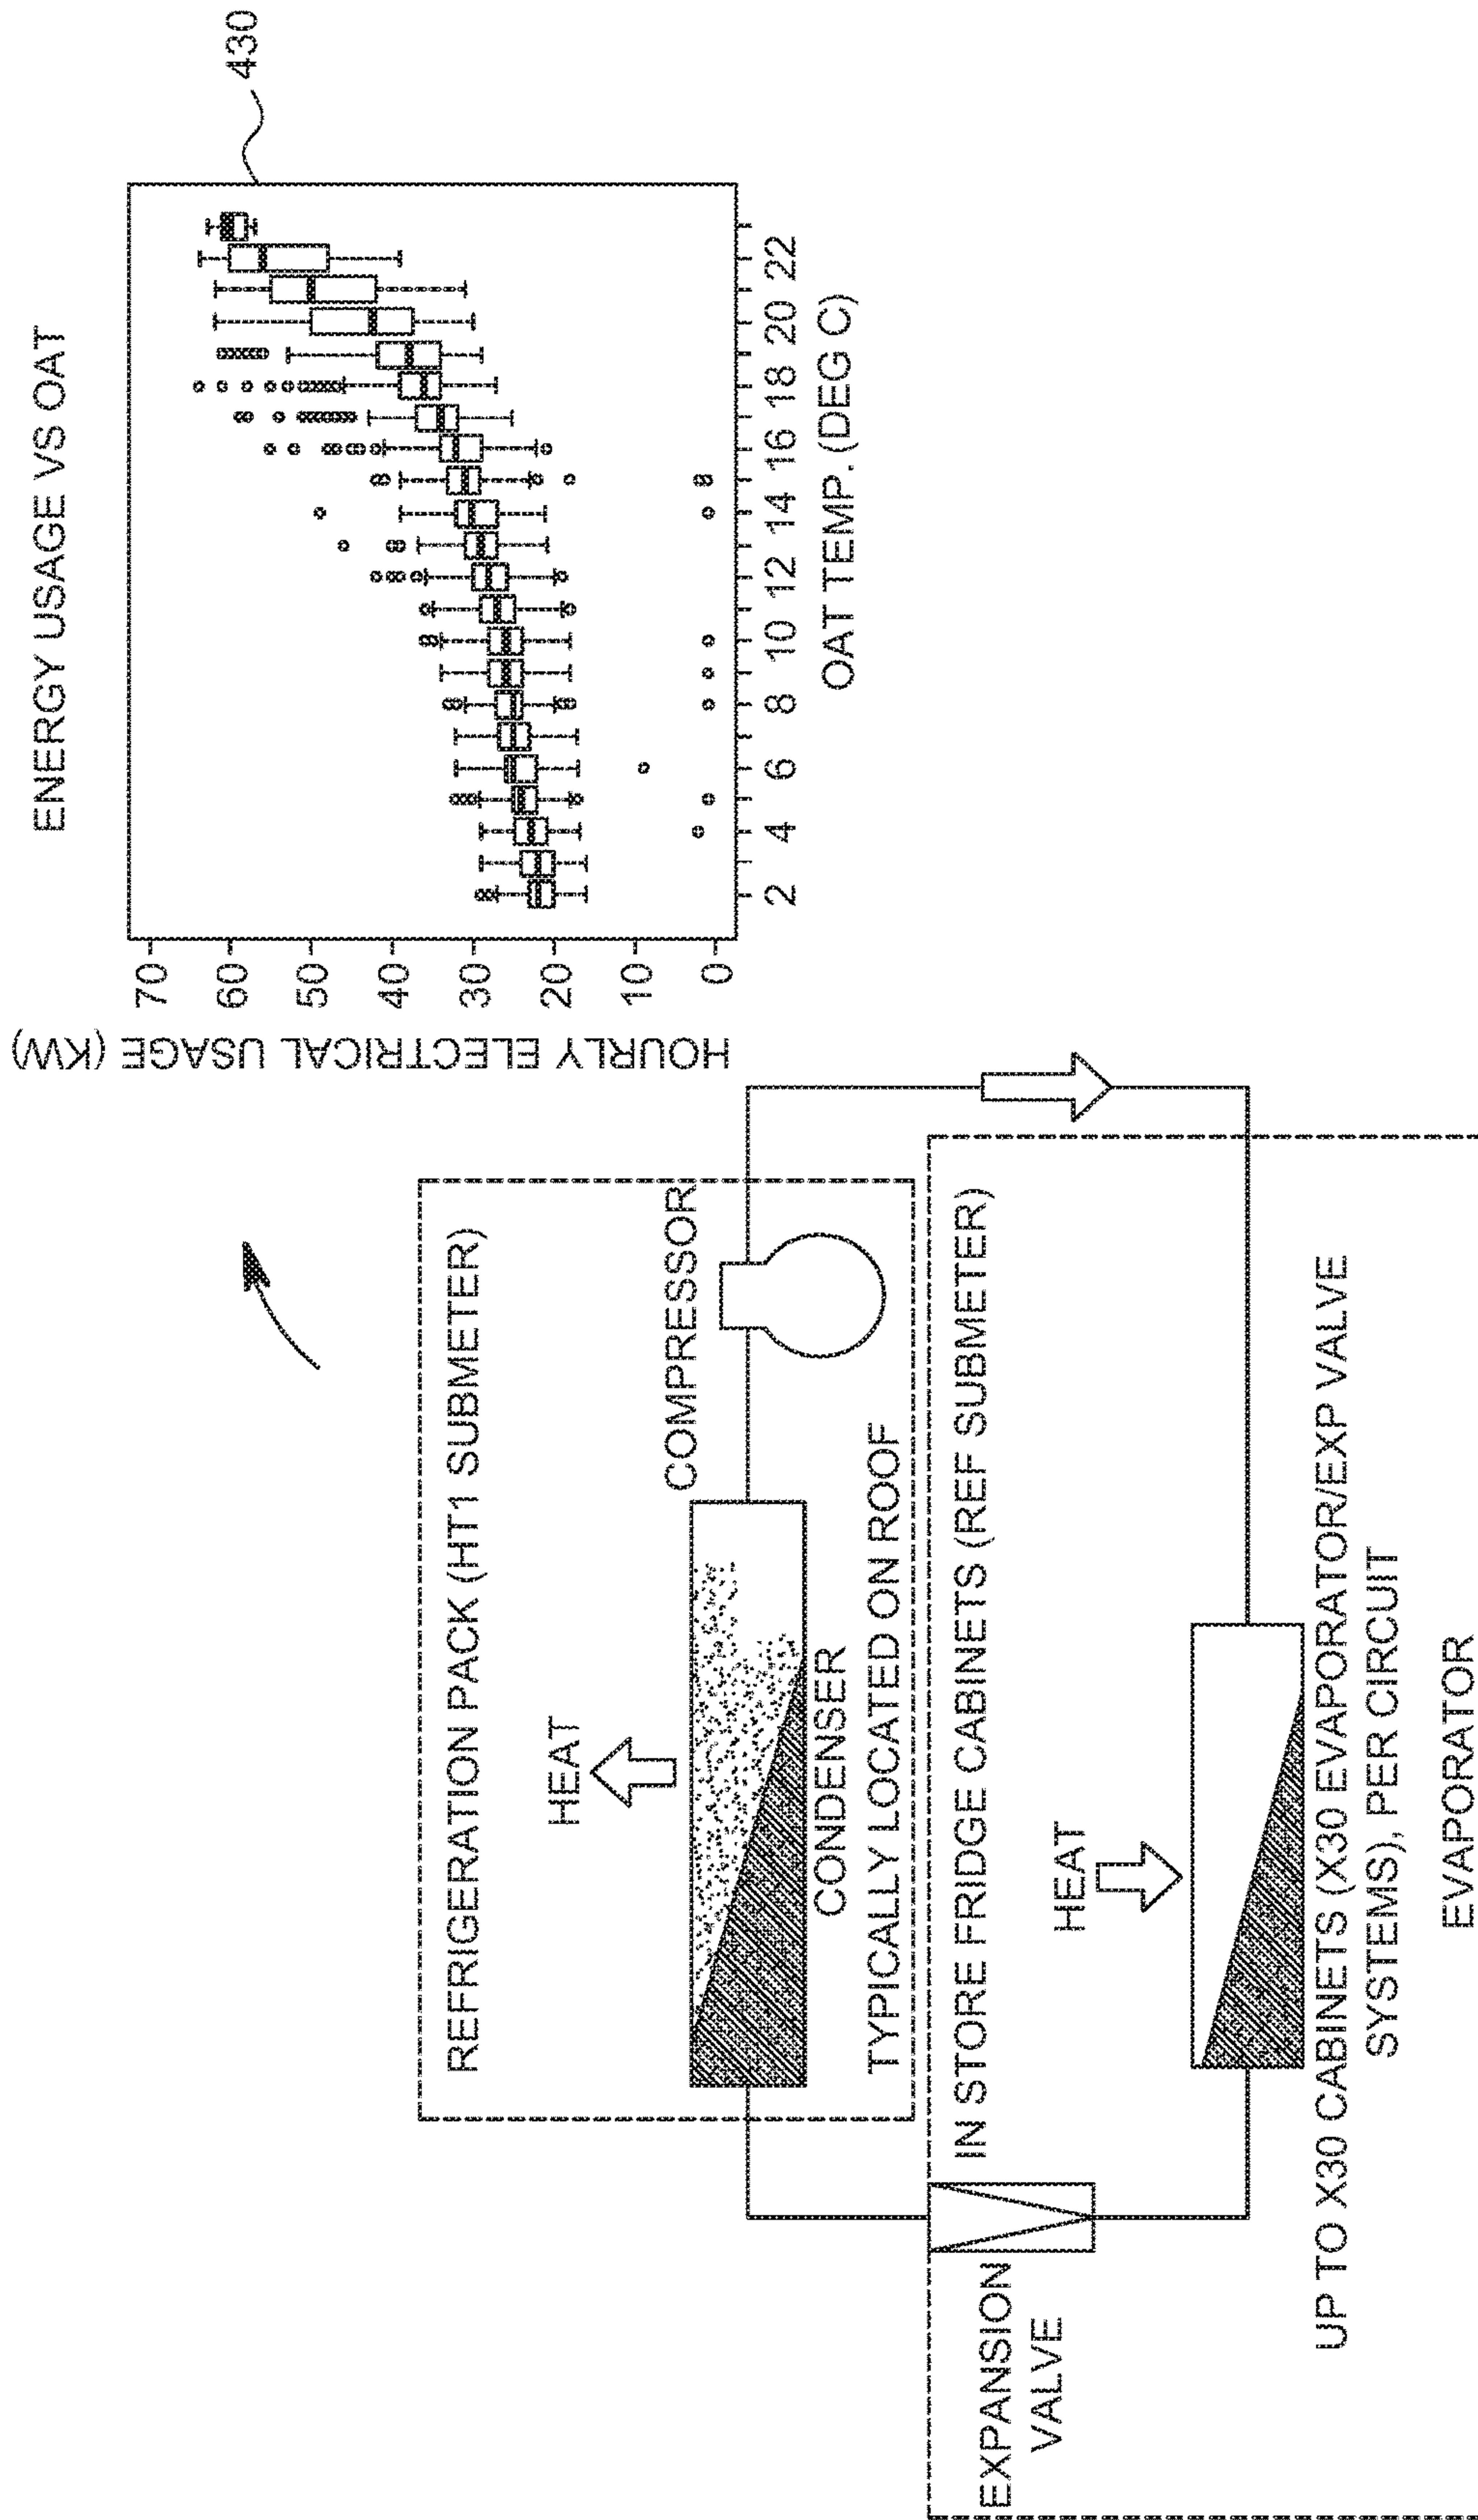 REFRIGERATION PACK (HT1 SUBMETER)
HEAT
COMPRESSOR
CONDENSER
TYPICALLY LOCATED ON ROOF
EXPANSION
VALVE
IN STORE FRIDGE CABINETS (REF SUBMETER)
HEAT
UP TO X30 CABINETS (X30 EVAPORATOR/EXP VALVE
SYSTEMS), PER CIRCUIT
EVAPORATOR
ENERGY USAGE VS OAT
430
HOURLY ELECTRICAL USAGE (KW)
70
60
50
40
30
20
10
0
2 4 6 8 10 12 14 16 18 20 22
OAT TEMP. (DEG C)